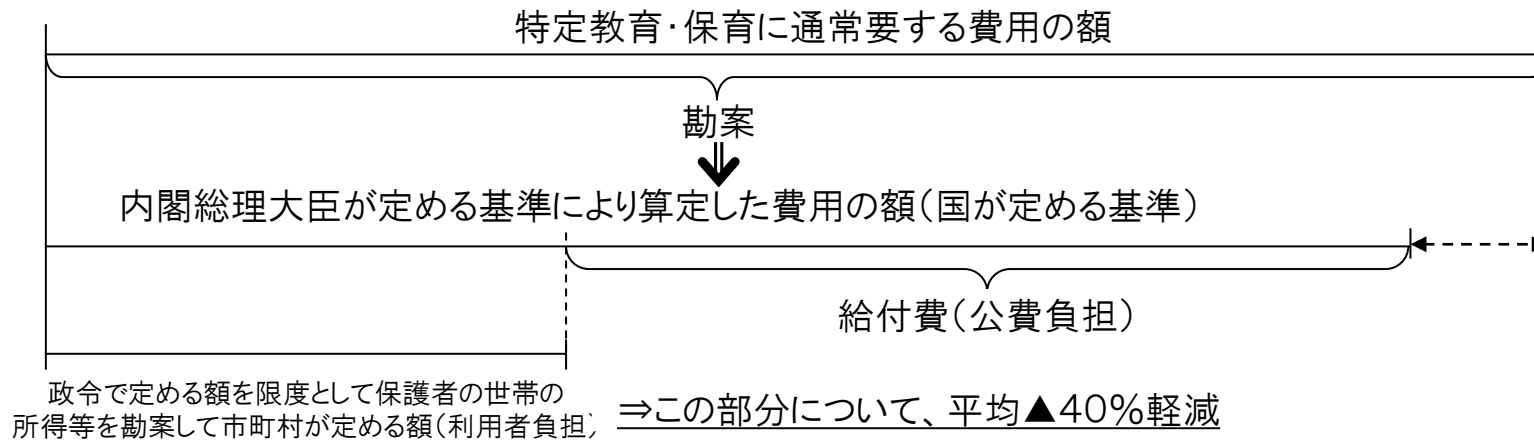 特定教育・保育に通常要する費用の額
勘案
内閣総理大臣が定める基準により算定した費用の額（国が定める基準）
給付費（公費負担）
政令で定める額を限度として保護者の世帯の
所得等を勘案して市町村が定める額（利用者負担）
⇒この部分について、平均▲40％軽減